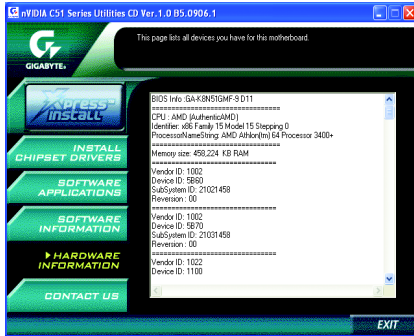 nVIDIA C51 Series Utilities CD Ver.1.0 B5.0906.1
This page lists all devices you have for this motherboard.
GIGABYTE™
Xpress™
INSTALL
INSTALL
CHIPSET DRIVERS
SOFTWARE
APPLICATIONS
SOFTWARE
INFORMATION
HARDWARE
INFORMATION
CONTACT US
BIOS Info :GA-K8N51GMF-9 D11
==============================
CPU : AMD (AuthenticAMD)
Identifier: x86 Family 15 Model 15 Stepping 0
ProcessorNameString: AMD Athlon(tm) 64 Processor 3400+
==============================
Memory size: 458,224 KB RAM
==============================
Vendor ID: 1002
Device ID: 5B60
SubSystem ID: 21021458
Reversion : 00
==============================
Vendor ID: 1002
Device ID: 5B70
SubSystem ID: 21031458
Reversion : 00
==============================
Vendor ID: 1022
Device ID: 1100
EXIT